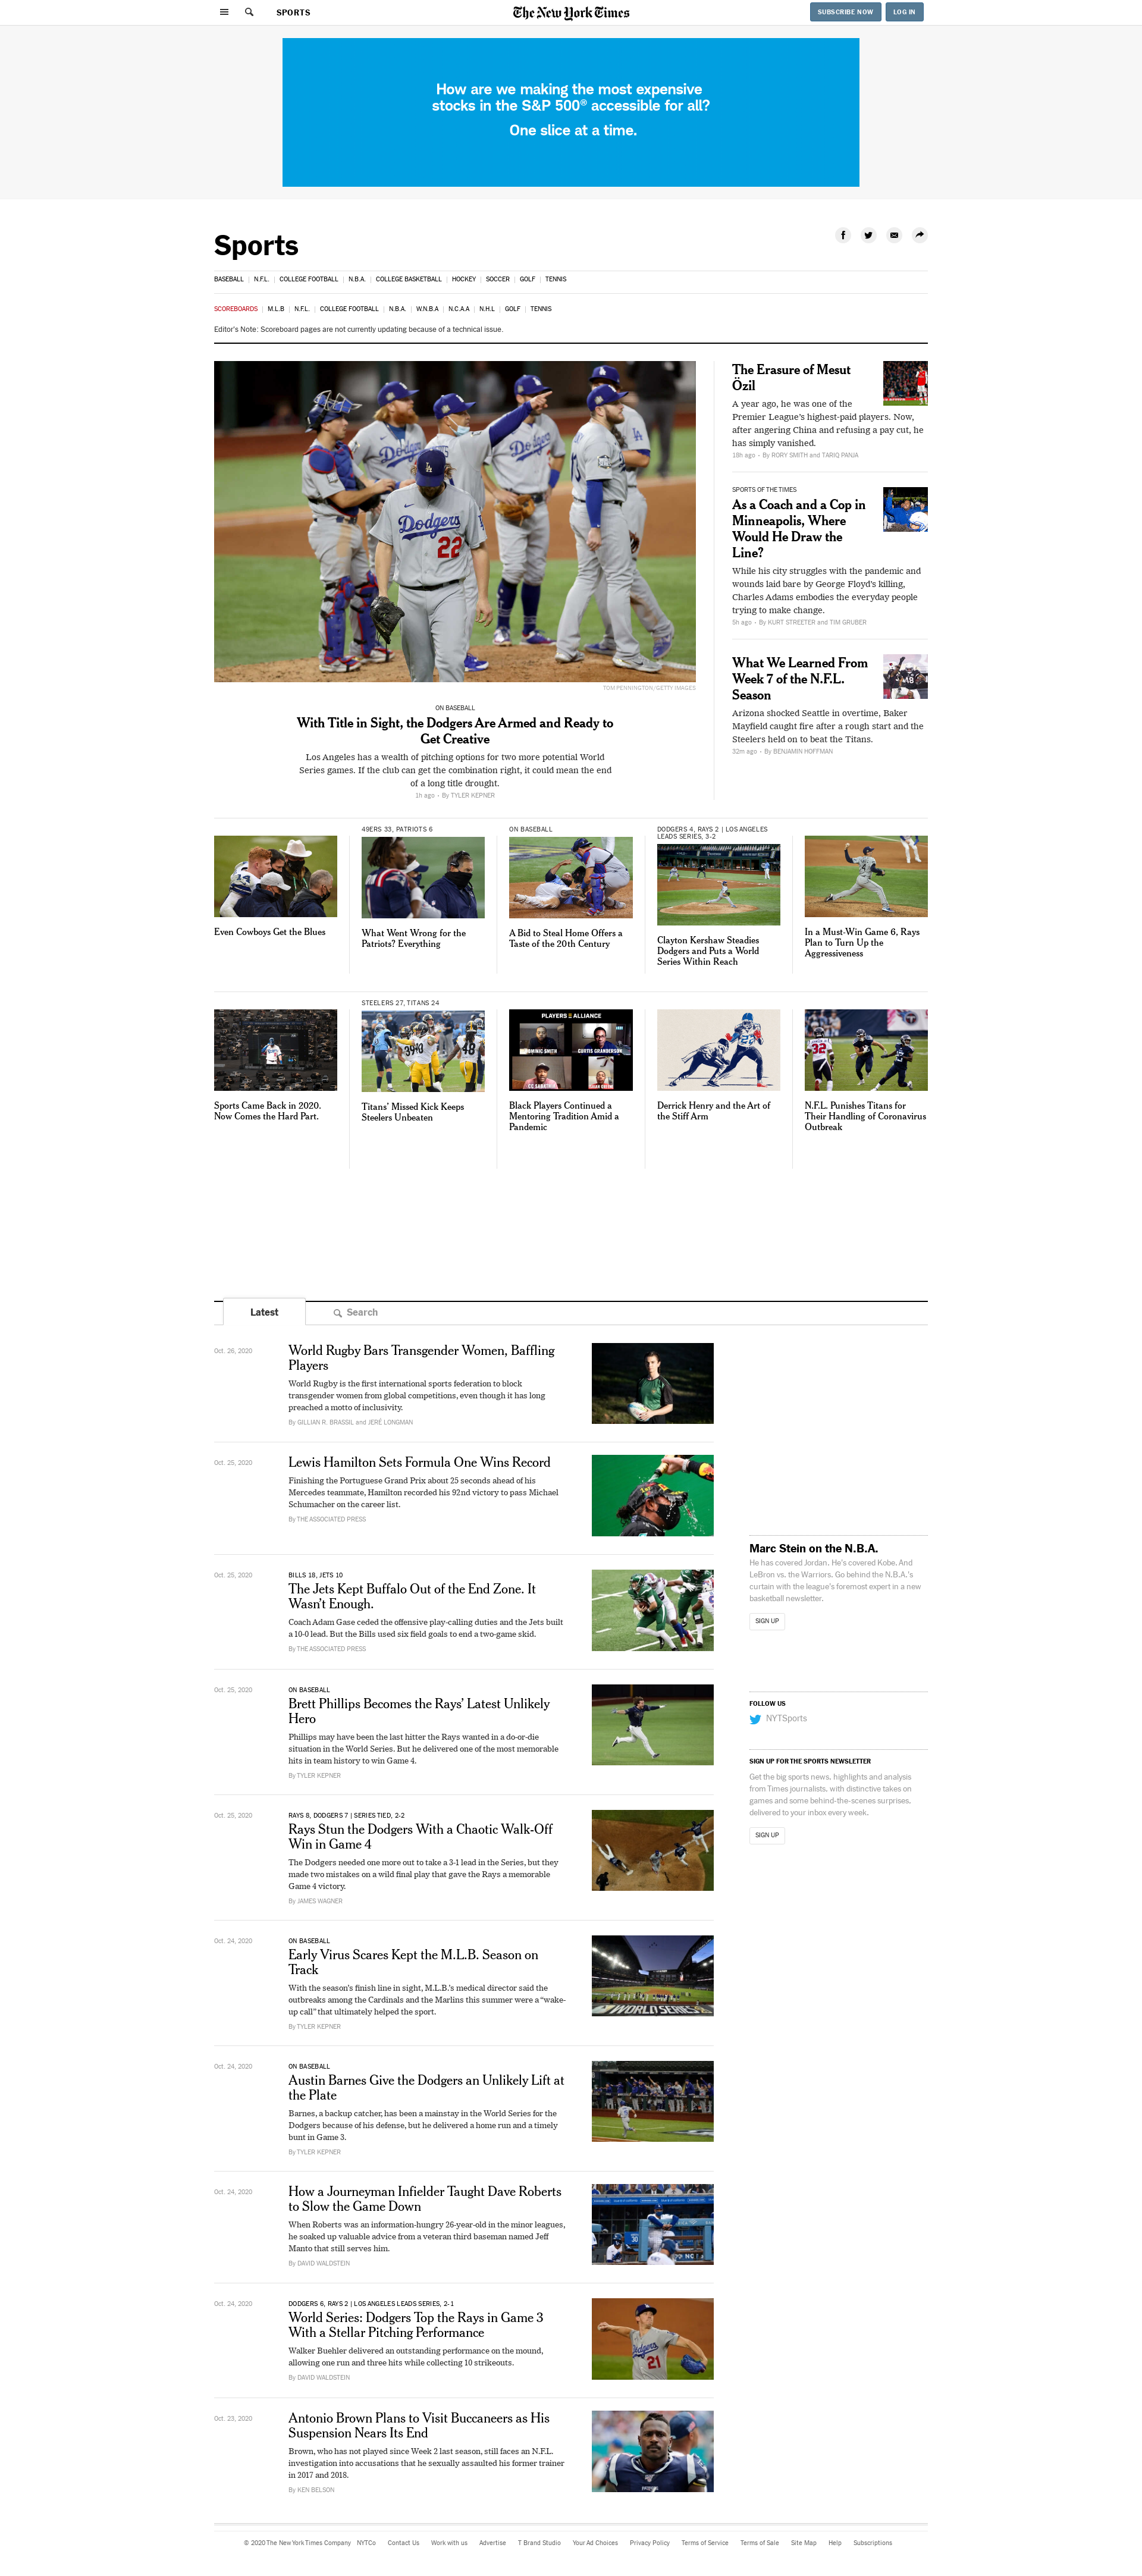 SPORTS
The New York Times
SUBSCRIBE NOW
LOG IN
How are we making the most expensive
stocks in the S&P 500® accessible for all?
One slice at a time.
Sports
BASEBALL | N.F.L. | COLLEGE FOOTBALL | N.B.A. | COLLEGE BASKETBALL | HOCKEY | SOCCER | GOLF | TENNIS
SCOREBOARDS | M.L.B | N.F.L. | COLLEGE FOOTBALL | N.B.A. | W.N.B.A | N.C.A.A | N.H.L | GOLF | TENNIS
Editor's Note: Scoreboard pages are not currently updating because of a technical issue.
Dodgers
22
TOM PENNINGTON/GETTY IMAGES
ON BASEBALL
With Title in Sight, the Dodgers Are Armed and Ready to
Get Creative
Los Angeles has a wealth of pitching options for two more potential World
Series games. If the club can get the combination right, it could mean the end
of a long title drought.
1h ago • By TYLER KEPNER
The Erasure of Mesut
Özil
A year ago, he was one of the
Premier League's highest-paid players. Now,
after angering China and refusing a pay cut, he
has simply vanished.
18h ago • By RORY SMITH and TARIQ PANJA
SPORTS OF THE TIMES
As a Coach and a Cop in
Minneapolis, Where
Would He Draw the
Line?
While his city struggles with the pandemic and
wounds laid bare by George Floyd's killing,
Charles Adams embodies the everyday people
trying to make change.
5h ago • By KURT STREETER and TIM GRUBER
What We Learned From
Week 7 of the N.F.L.
Season
Arizona shocked Seattle in overtime, Baker
Mayfield caught fire after a rough start and the
Steelers held on to beat the Titans.
32m ago • By BENJAMIN HOFFMAN
Even Cowboys Get the Blues
49ERS 33, PATRIOTS 6
What Went Wrong for the
Patriots? Everything
ON BASEBALL
A Bid to Steal Home Offers a
Taste of the 20th Century
DODGERS 4, RAYS 2 | LOS ANGELES
LEADS SERIES, 3-2
Clayton Kershaw Steadies
Dodgers and Puts a World
Series Within Reach
In a Must-Win Game 6, Rays
Plan to Turn Up the
Aggressiveness
Sports Came Back in 2020.
Now Comes the Hard Part.
STEELERS 27, TITANS 24
Titans' Missed Kick Keeps
Steelers Unbeaten
PLAYERS ALLIANCE
DOMINIC SMITH
CURTIS GRANDERSON
CC SABATHIA
Black Players Continued a
Mentoring Tradition Amid a
Pandemic
Derrick Henry and the Art of
the Stiff Arm
32
N.F.L. Punishes Titans for
Their Handling of Coronavirus
Outbreak
Latest
Search
Oct. 26, 2020
World Rugby Bars Transgender Women, Baffling
Players
World Rugby is the first international sports federation to block
transgender women from global competitions, even though it has long
preached a motto of inclusivity.
By GILLIAN R. BRASSIL and JERÉ LONGMAN
Oct. 25, 2020
Lewis Hamilton Sets Formula One Wins Record
Finishing the Portuguese Grand Prix about 25 seconds ahead of his
Mercedes teammate, Hamilton recorded his 92nd victory to pass Michael
Schumacher on the career list.
By THE ASSOCIATED PRESS
Oct. 25, 2020
BILLS 18, JETS 10
The Jets Kept Buffalo Out of the End Zone. It
Wasn't Enough.
Coach Adam Gase ceded the offensive play-calling duties and the Jets built
a 10-0 lead. But the Bills used six field goals to end a two-game skid.
By THE ASSOCIATED PRESS
Oct. 25, 2020
ON BASEBALL
Brett Phillips Becomes the Rays' Latest Unlikely
Hero
Phillips may have been the last hitter the Rays wanted in a do-or-die
situation in the World Series. But he delivered one of the most memorable
hits in team history to win Game 4.
By TYLER KEPNER
Oct. 25, 2020
RAYS 8, DODGERS 7 | SERIES TIED, 2-2
Rays Stun the Dodgers With a Chaotic Walk-Off
Win in Game 4
The Dodgers needed one more out to take a 3-1 lead in the Series, but they
made two mistakes on a wild final play that gave the Rays a memorable
Game 4 victory.
By JAMES WAGNER
Oct. 24, 2020
ON BASEBALL
Early Virus Scares Kept the M.L.B. Season on
Track
With the season's finish line in sight, M.L.B.'s medical director said the
outbreaks among the Cardinals and the Marlins this summer were a "wake-
up call" that ultimately helped the sport.
By TYLER KEPNER
WORLD SERIES
Oct. 24, 2020
ON BASEBALL
Austin Barnes Give the Dodgers an Unlikely Lift at
the Plate
Barnes, a backup catcher, has been a mainstay in the World Series for the
Dodgers because of his defense, but he delivered a home run and a timely
bunt in Game 3.
By TYLER KEPNER
Oct. 24, 2020
How a Journeyman Infielder Taught Dave Roberts
to Slow the Game Down
When Roberts was an information-hungry 26-year-old in the minor leagues,
he soaked up valuable advice from a veteran third baseman named Jeff
Manto that still serves him.
By DAVID WALDSTEIN
Oct. 24, 2020
DODGERS 6, RAYS 2 | LOS ANGELES LEADS SERIES, 2-1
World Series: Dodgers Top the Rays in Game 3
With a Stellar Pitching Performance
Walker Buehler delivered an outstanding performance on the mound,
allowing one run and three hits while collecting 10 strikeouts.
By DAVID WALDSTEIN
Dodgers
21
Oct. 23, 2020
Antonio Brown Plans to Visit Buccaneers as His
Suspension Nears Its End
Brown, who has not played since Week 2 last season, still faces an N.F.L.
investigation into accusations that he sexually assaulted his former trainer
in 2017 and 2018.
By KEN BELSON
Marc Stein on the N.B.A.
He has covered Jordan. He's covered Kobe. And
LeBron vs. the Warriors. Go behind the N.B.A.'s
curtain with the league's foremost expert in a new
basketball newsletter.
SIGN UP
FOLLOW US
NYTSports
SIGN UP FOR THE SPORTS NEWSLETTER
Get the big sports news, highlights and analysis
from Times journalists, with distinctive takes on
games and some behind-the-scenes surprises,
delivered to your inbox every week.
SIGN UP
© 2020 The New York Times Company NYTCo Contact Us Work with us Advertise T Brand Studio Your Ad Choices Privacy Policy Terms of Service Terms of Sale Site Map Help Subscriptions